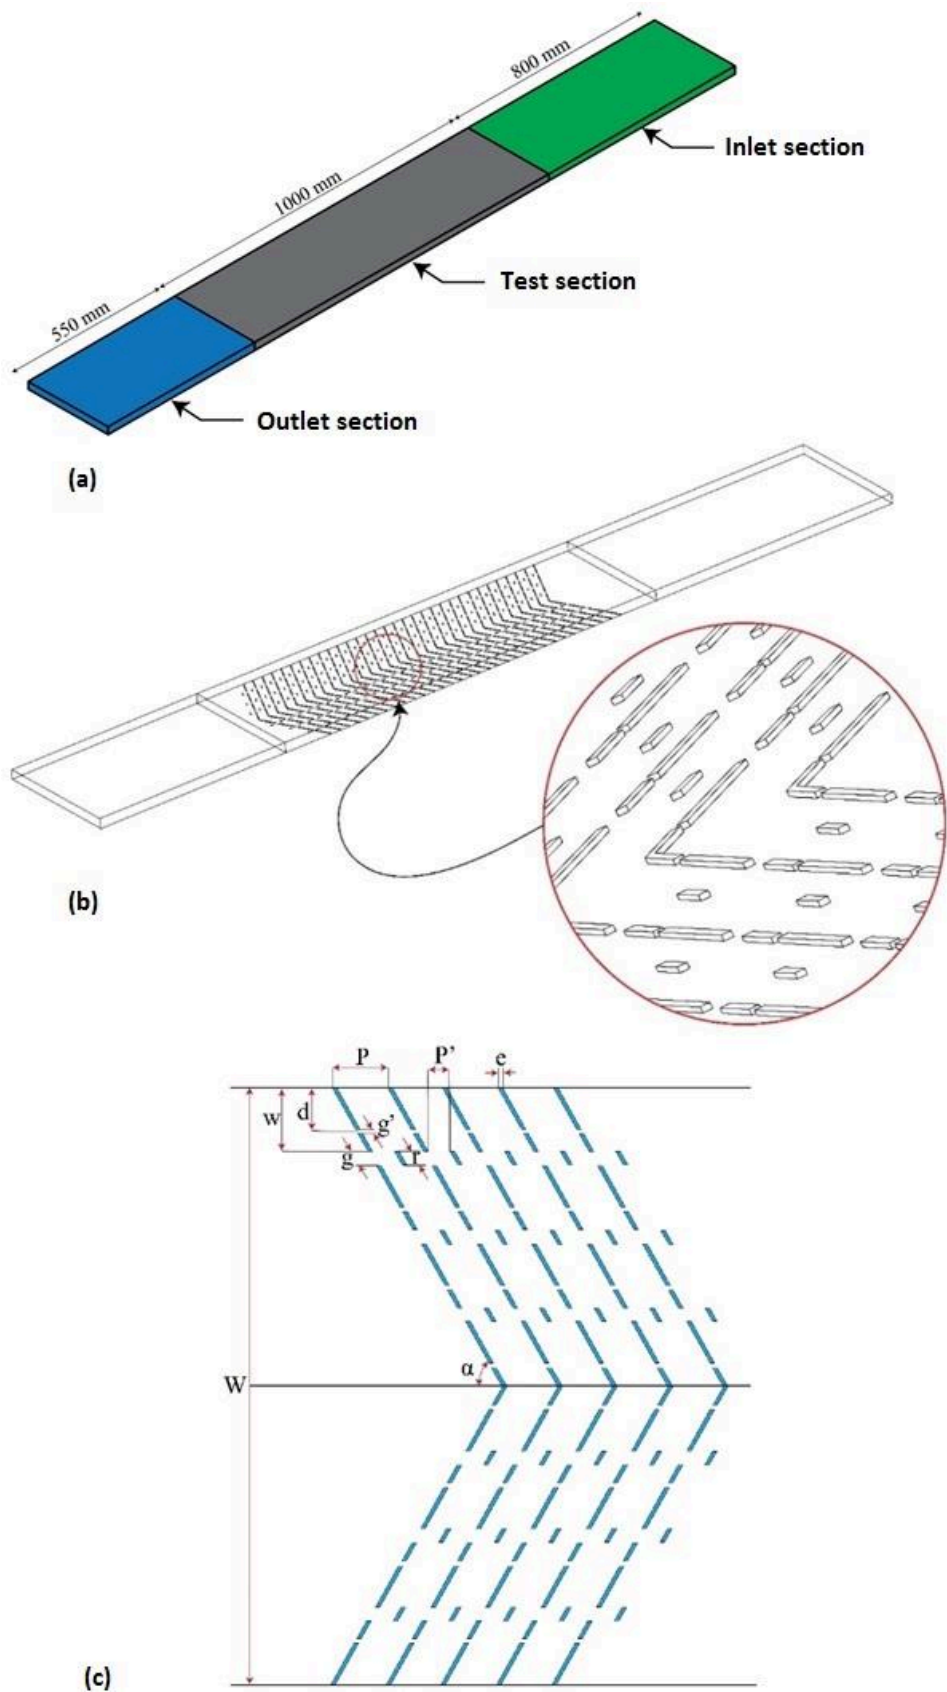 800 mm
Inlet section
1000 mm
Test section
550 mm
Outlet section
(a)
(b)
P
P'
e
w
d
g'
g
r
α
W
(c)